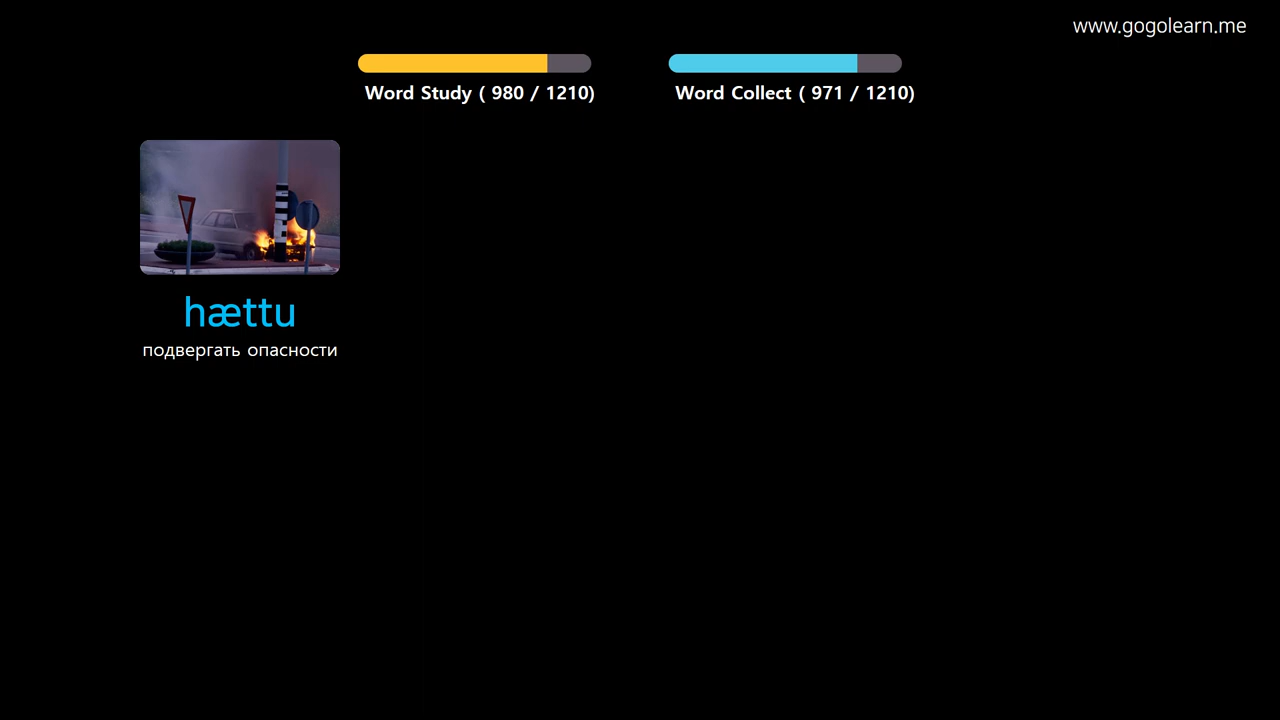 www.gogolearn.me
Word Study ( 980 / 1210)
Word Collect ( 971 / 1210)
hættu
подвергать опасности